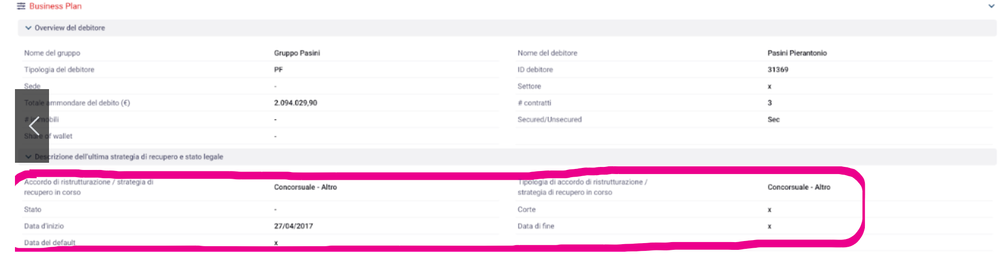 Business Plan
Overview del debitore
Nome del gruppo Gruppo Pasini Nome del debitore Pasini Pierantonio
Tipologia del debitore PF ID debitore 31369
Sede - Settore x
Totale ammondare del debito (€) 2.094.029,90 # contratti 3
# immobili - Secured/Unsecured Sec
Share of wallet -
Descrizione dell'ultima strategia di recupero e stato legale
Accordo di ristrutturazione / strategia di Tipologia di accordo di ristrutturazione /
recupero in corso Concorsuale - Altro strategia di recupero in corso Concorsuale - Altro
Stato - Corte x
Data d'inizio 27/04/2017 Data di fine x
Data del default x